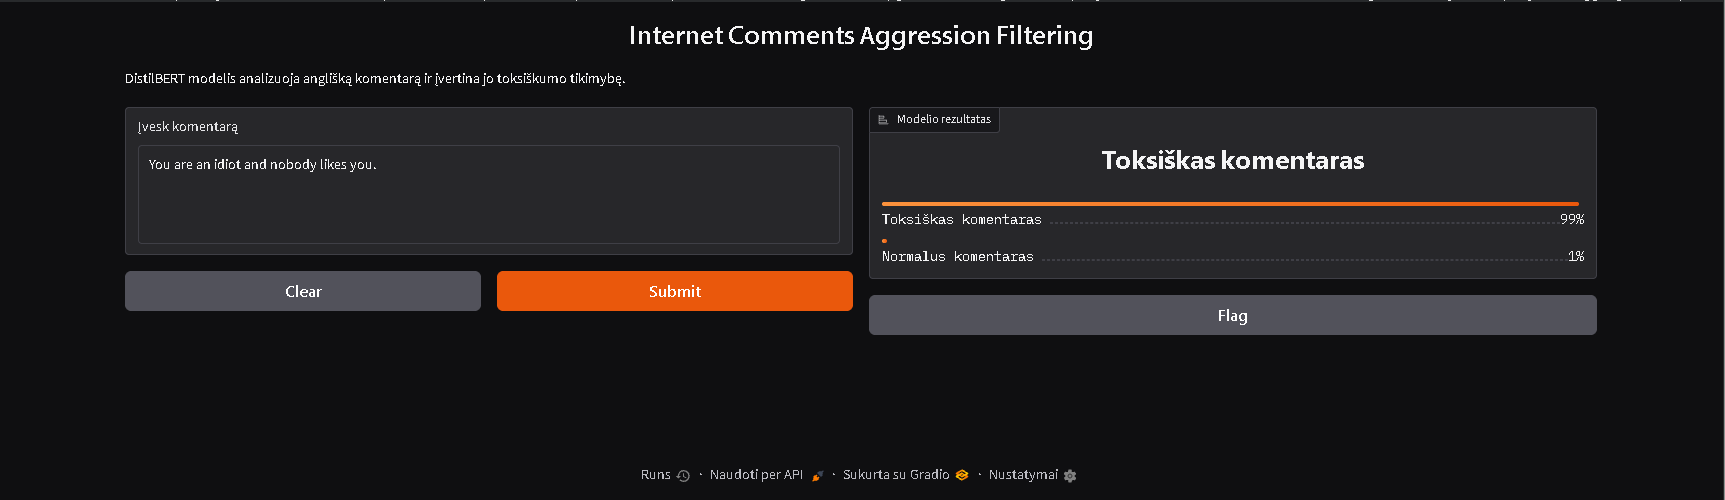 Internet Comments Aggression Filtering
DistilBERT modelis analizuoja anglišką komentarą ir įvertina jo toksiškumo tikimybę.
Įvesk komentarą
You are an idiot and nobody likes you.
Clear
Submit
Modelio rezultatas
Toksiškas komentaras
Toksiškas komentaras 99%
Normalus komentaras 1%
Flag
Runs · Naudoti per API · Sukurta su Gradio · Nustatymai